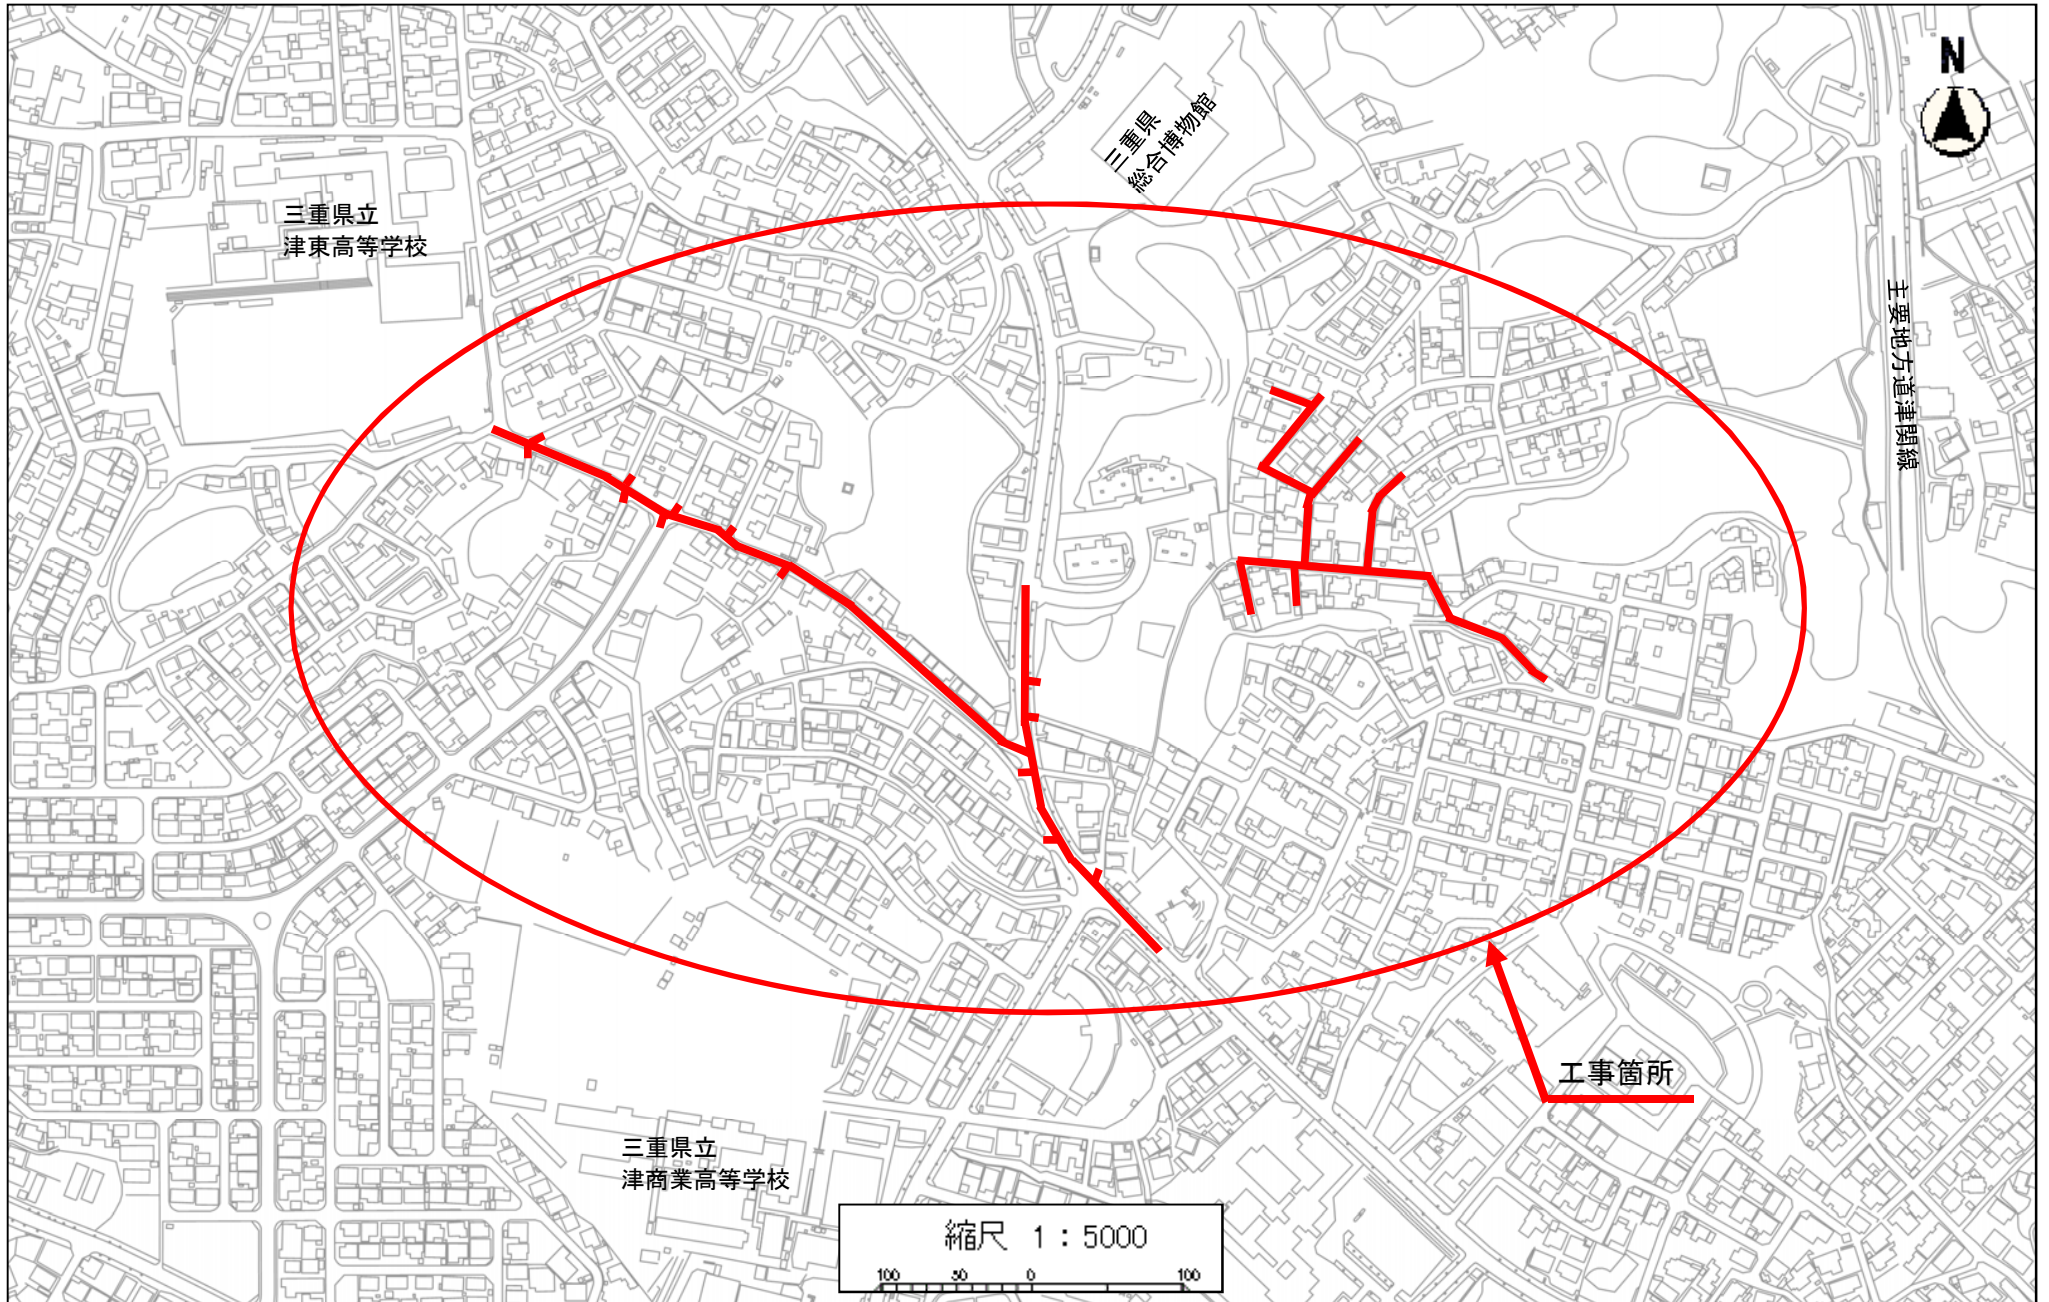 N
三重県
総合博物館
三重県立
津東高等学校
主要地方道津関線
工事箇所
三重県立
津商業高等学校
縮尺 1:5000
100 50 0 100